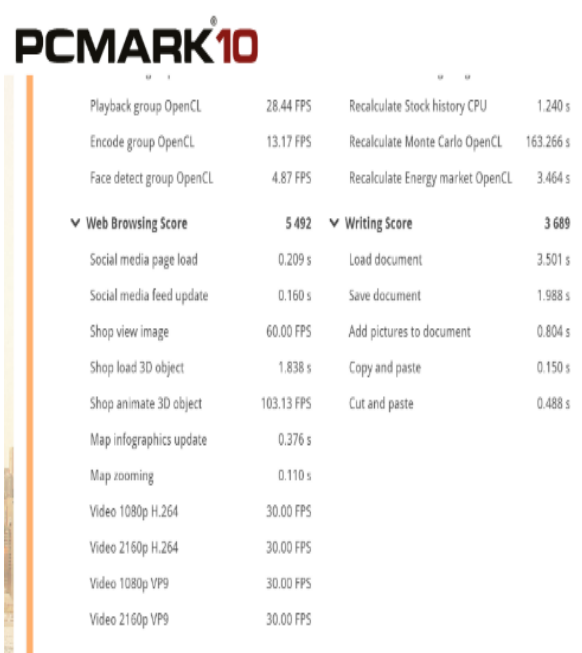 PCMARK®10
Playback group OpenCL 28.44 FPS
Encode group OpenCL 13.17 FPS
Face detect group OpenCL 4.87 FPS
Web Browsing Score 5 492
Social media page load 0.209 s
Social media feed update 0.160 s
Shop view image 60.00 FPS
Shop load 3D object 1.838 s
Shop animate 3D object 103.13 FPS
Map infographics update 0.376 s
Map zooming 0.110 s
Video 1080p H.264 30.00 FPS
Video 2160p H.264 30.00 FPS
Video 1080p VP9 30.00 FPS
Video 2160p VP9 30.00 FPS
Recalculate Stock history CPU 1.240 s
Recalculate Monte Carlo OpenCL 163.266 s
Recalculate Energy market OpenCL 3.464 s
Writing Score 3 689
Load document 3.501 s
Save document 1.988 s
Add pictures to document 0.804 s
Copy and paste 0.150 s
Cut and paste 0.488 s